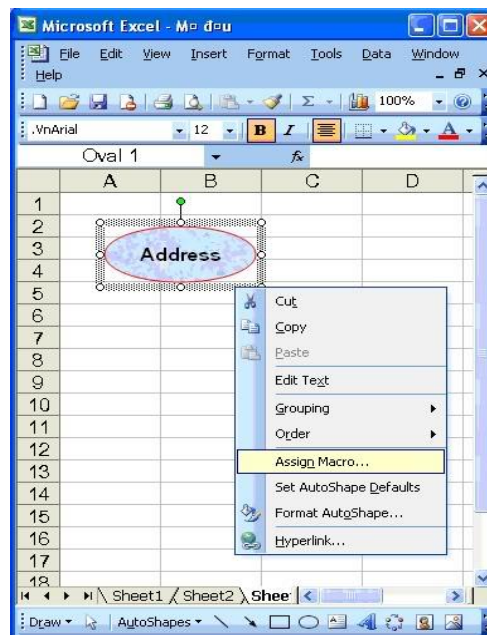 Microsoft Excel - M¤ đ¤u
File Edit View Insert Format Tools Data Window
Help
Σ 100%
.VnArial 12 B I A
Oval 1 fx
A B C D
1
2
3
Address
4
5
6
7
8
9
10
11
12
13
14
15
16
17
18
Cut
Copy
Paste
Edit Text
Grouping
Order
Assign Macro...
Set AutoShape Defaults
Format AutoShape...
Hyperlink...
Sheet1 / Sheet2 \ Shee
Draw AutoShapes